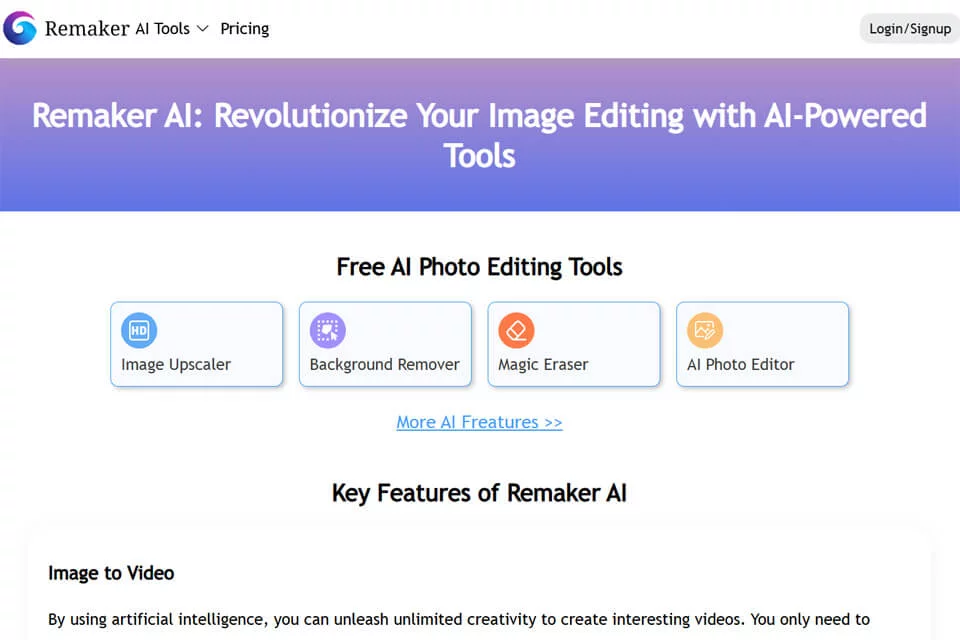 Remaker AI Tools Pricing Login/Signup
Remaker AI: Revolutionize Your Image Editing with AI-Powered
Tools
Free AI Photo Editing Tools
HD
Image Upscaler
Background Remover
Magic Eraser
AI Photo Editor
More AI Freatures >>
Key Features of Remaker AI
Image to Video
By using artificial intelligence, you can unleash unlimited creativity to create interesting videos. You only need to